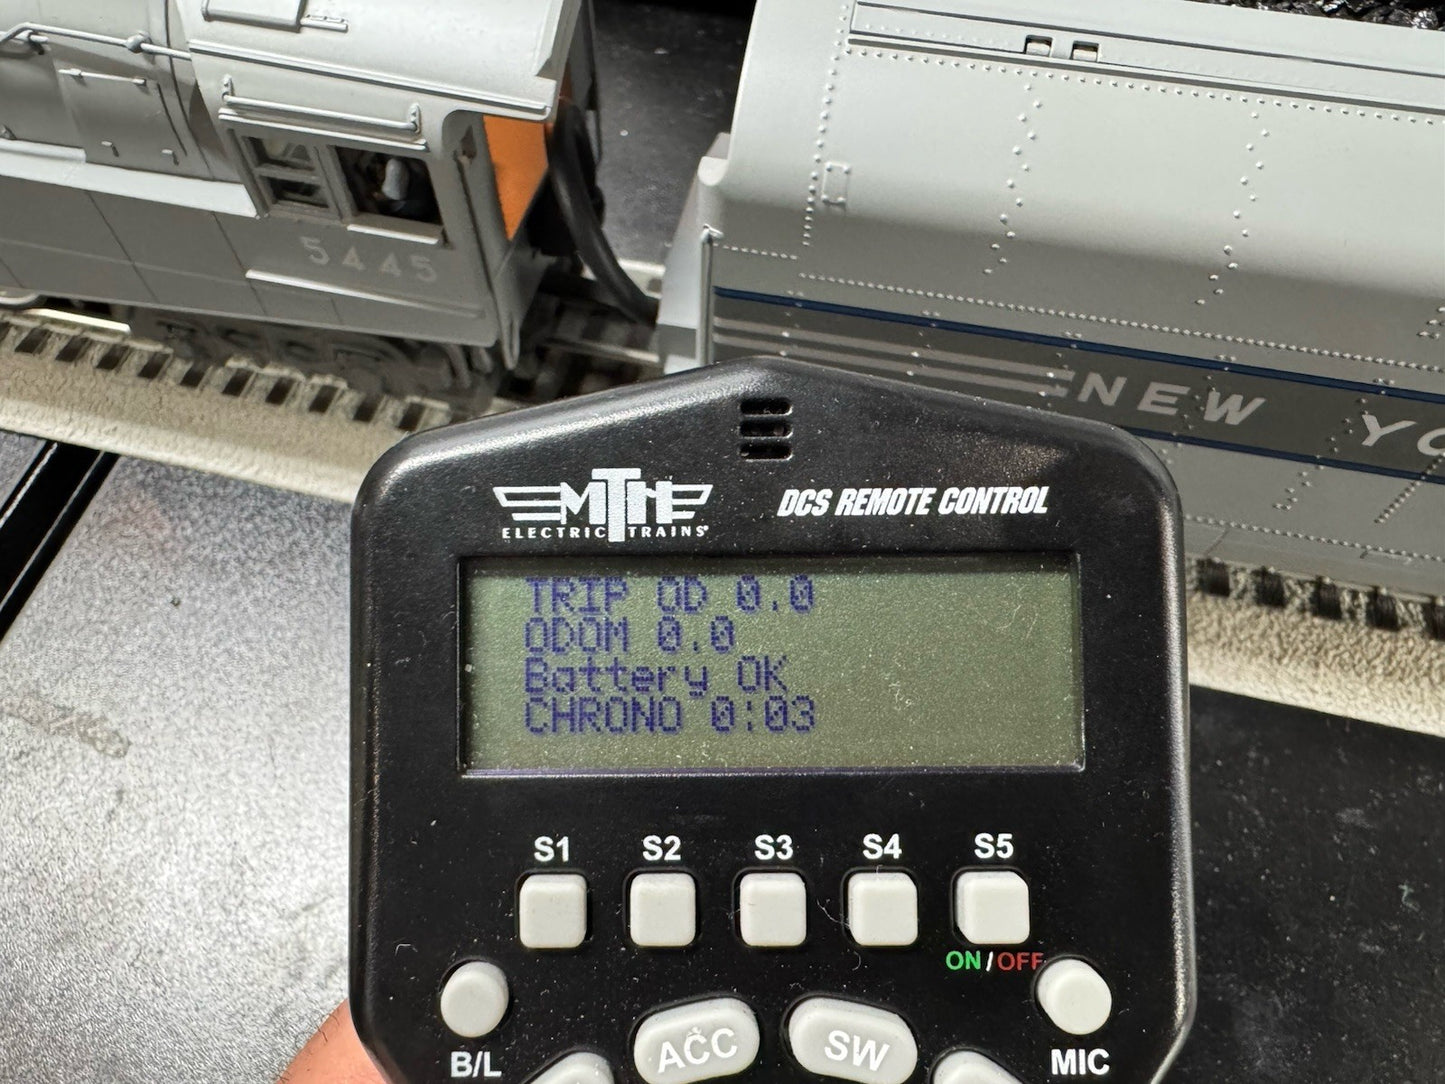 5445
NEW YO
MTH
ELECTRIC TRAINS
DCS REMOTE CONTROL
TRIP OD 0.0
ODOM 0.0
Battery OK
CHRONO 0:03
S1 S2 S3 S4 S5
ON/OFF
B/L ACC SW MIC